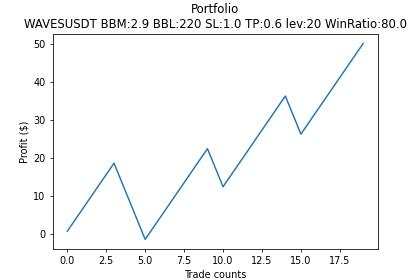 Portfolio
WAVESUSDT BBM:2.9 BBL:220 SL:1.0 TP:0.6 lev:20 WinRatio:80.0
Profit ($)
50
40
30
20
10
0
0.0 2.5 5.0 7.5 10.0 12.5 15.0 17.5
Trade counts